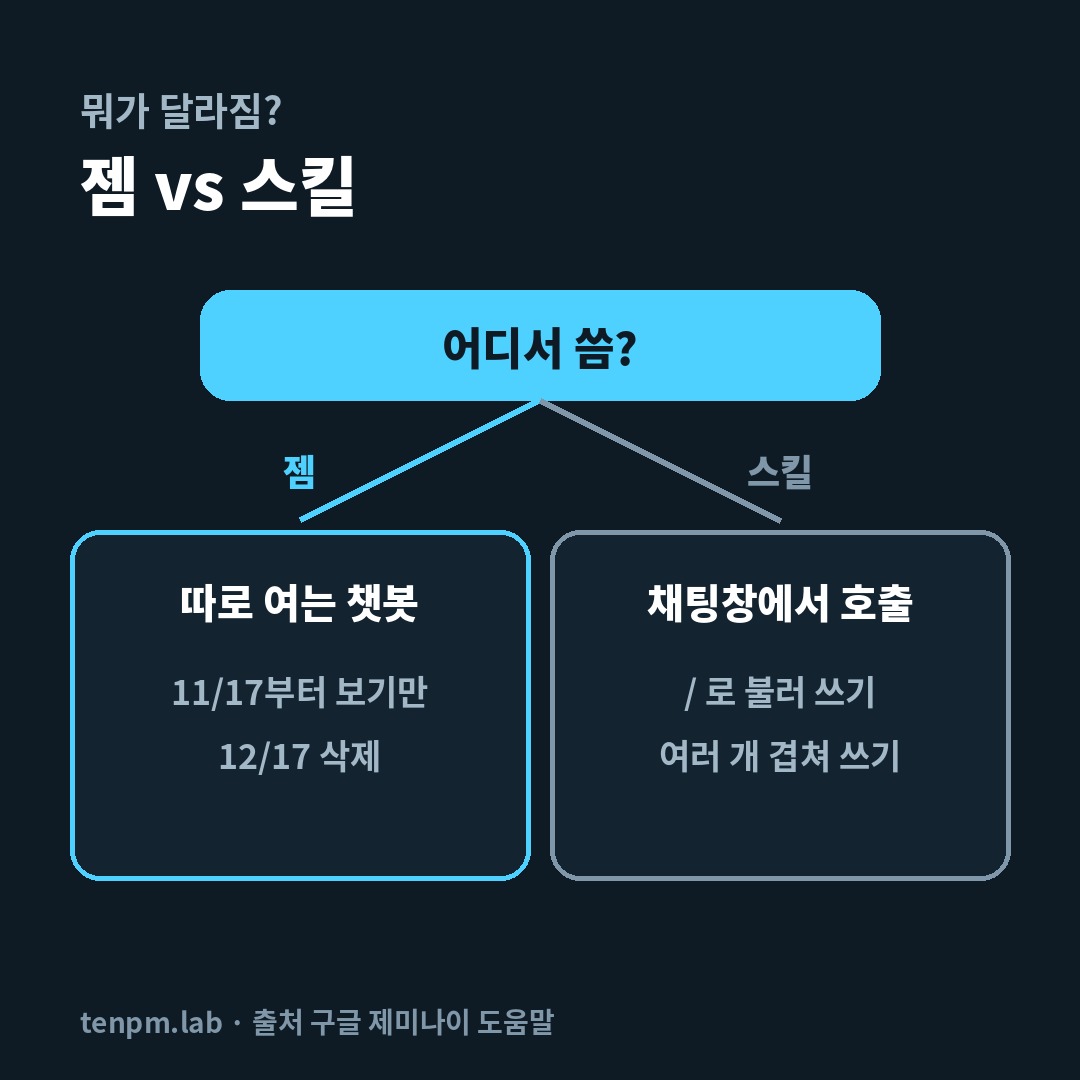 뭐가 달라짐?
젬 vs 스킬
어디서 씀?
젬
스킬
따로 여는 챗봇
11/17부터 보기만
12/17 삭제
채팅창에서 호출
/ 로 불러 쓰기
여러 개 겹쳐 쓰기
tenpm.lab · 출처 구글 제미나이 도움말